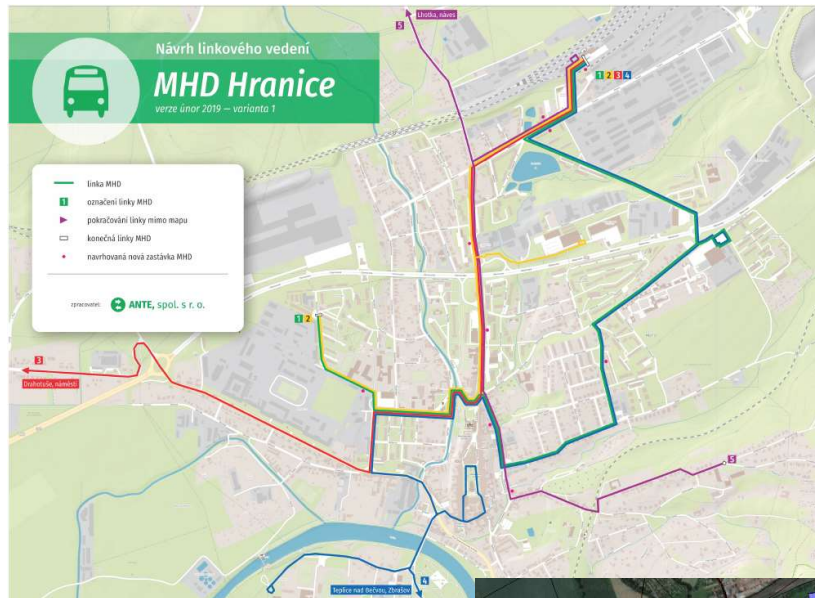 Návrh linkového vedení
MHD Hranice
verze únor 2019 — varianta 1
linka MHD
1 označení linky MHD
pokračování linky mimo mapu
konečná linky MHD
navrhovaná nová zastávka MHD
zpracovatel: ANTE, spol. s r. o.
5
Lhotka, náves
1 2 3 4
1 2
3
Drahotuše, náměstí
5
4
Teplice nad Bečvou, Zbrašov